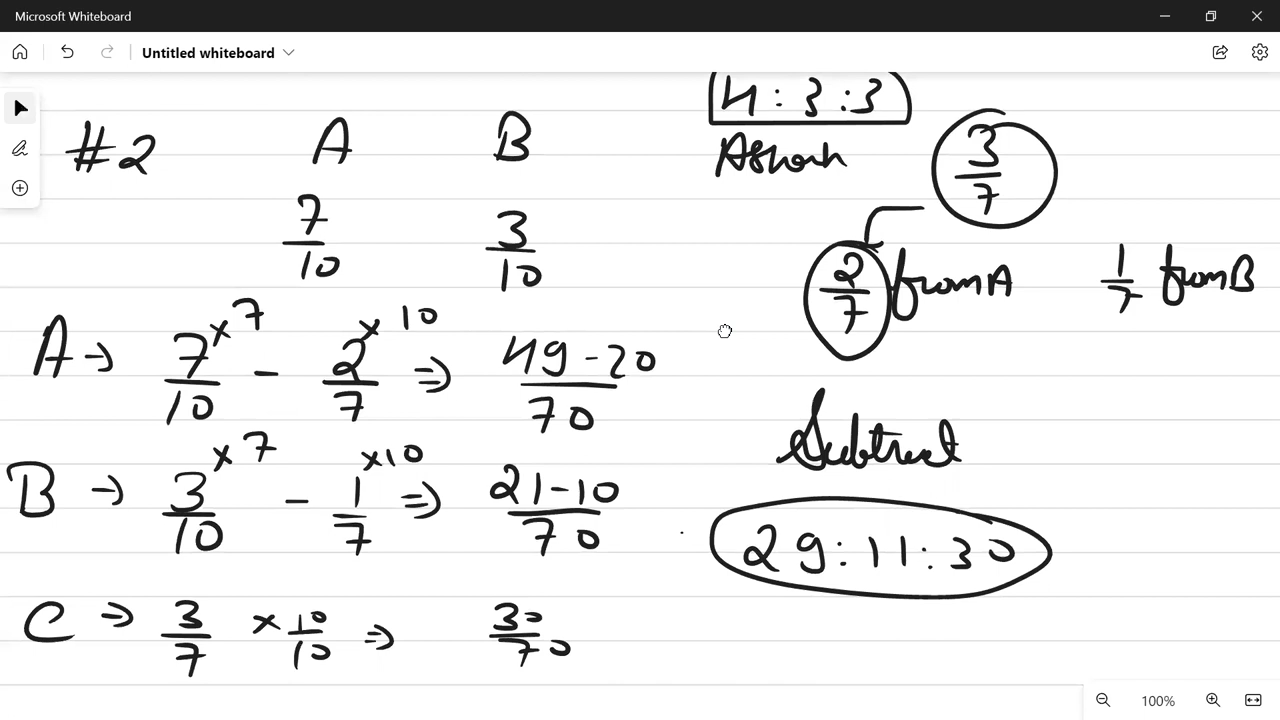 Microsoft Whiteboard
Untitled whiteboard
4 : 3 : 3
#2 A B
Ashok
3/7
7/10 3/10
2/7 from A 1/7 from B
A → 7/10 ×7 - 2/7 ×10 ⇒ 49-20/70
Subtract
B → 3/10 ×7 - 1/7 ×10 ⇒ 21-10/70
29:11:30
C ⇒ 3/7 × 10/10 ⇒ 30/70
100%